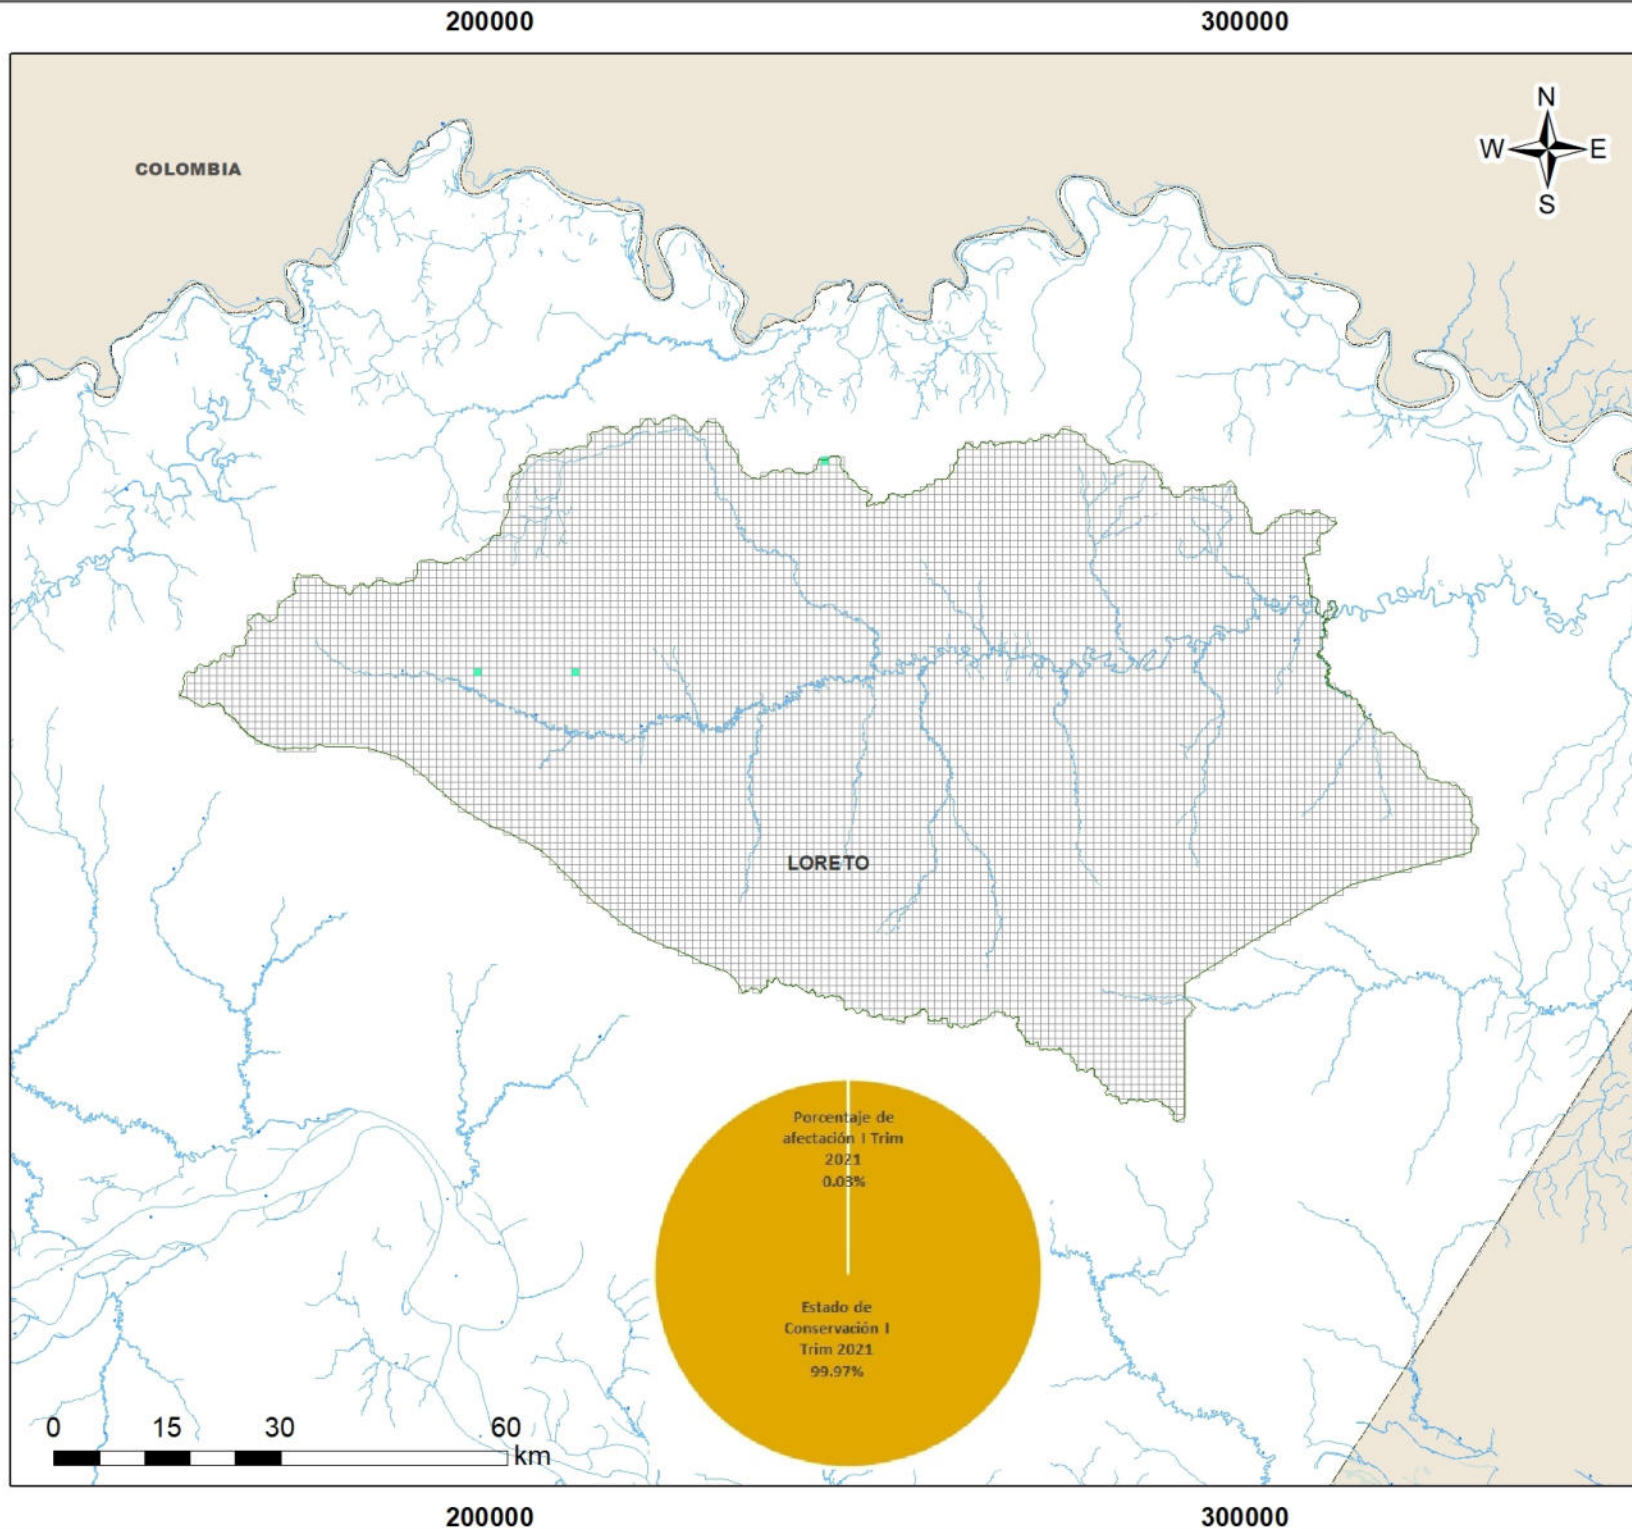 200000
300000
N
W
E
S
COLOMBIA
LORETO
Porcentaje de
afectación I Trim
2021
0.03%
Estado de
Conservación I
Trim 2021
99.97%
0
15
30
60
km
200000
300000